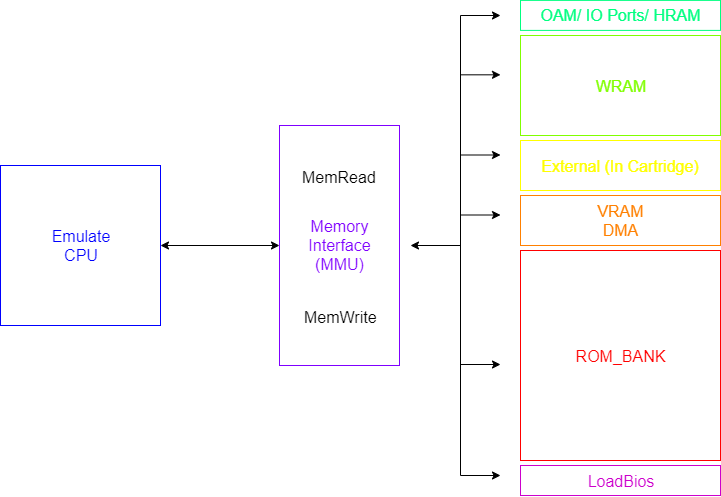 Emulate
CPU
MemRead
Memory
Interface
(MMU)
MemWrite
OAM/ IO Ports/ HRAM
WRAM
External (In Cartridge)
VRAM
DMA
ROM_BANK
LoadBios